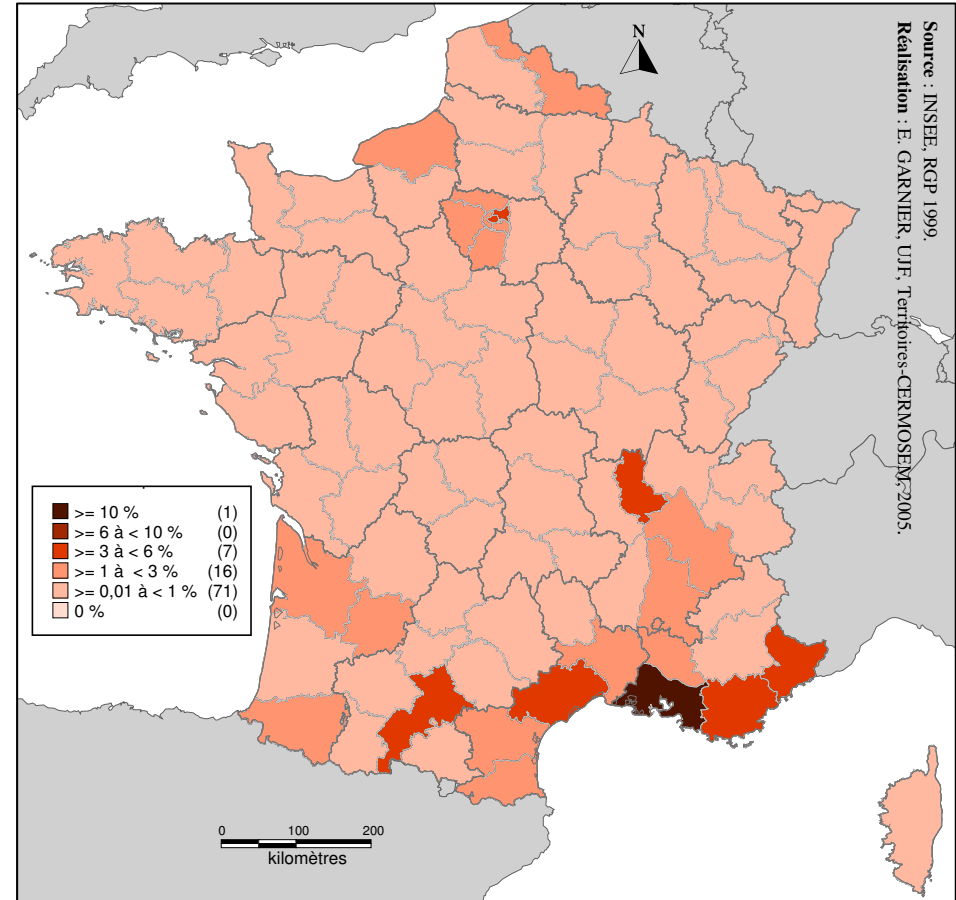 N
Source : INSEE, RGP 1999.
Réalisation : E. GARNIER, UJF, Territoires-CERMOSEM, 2005.
>= 10 % (1)
>= 6 à < 10 % (0)
>= 3 à < 6 % (7)
>= 1 à < 3 % (16)
>= 0,01 à < 1 % (71)
0 % (0)
0 100 200
kilomètres